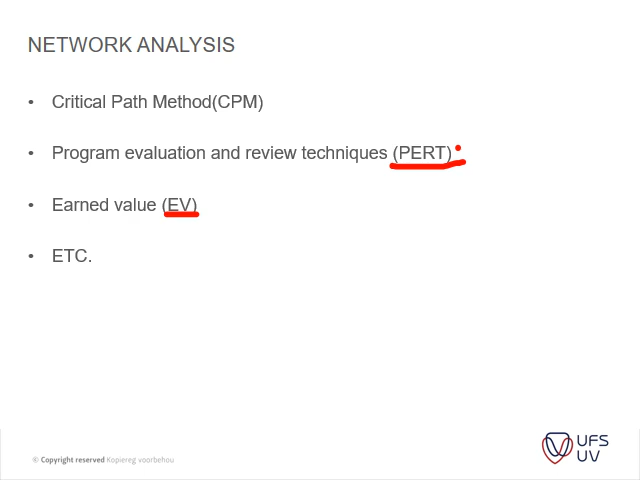 NETWORK ANALYSIS
• Critical Path Method(CPM)
• Program evaluation and review techniques (PERT)
• Earned value (EV)
• ETC.
© Copyright reserved Kopiereg voorbehou
UFS
UV